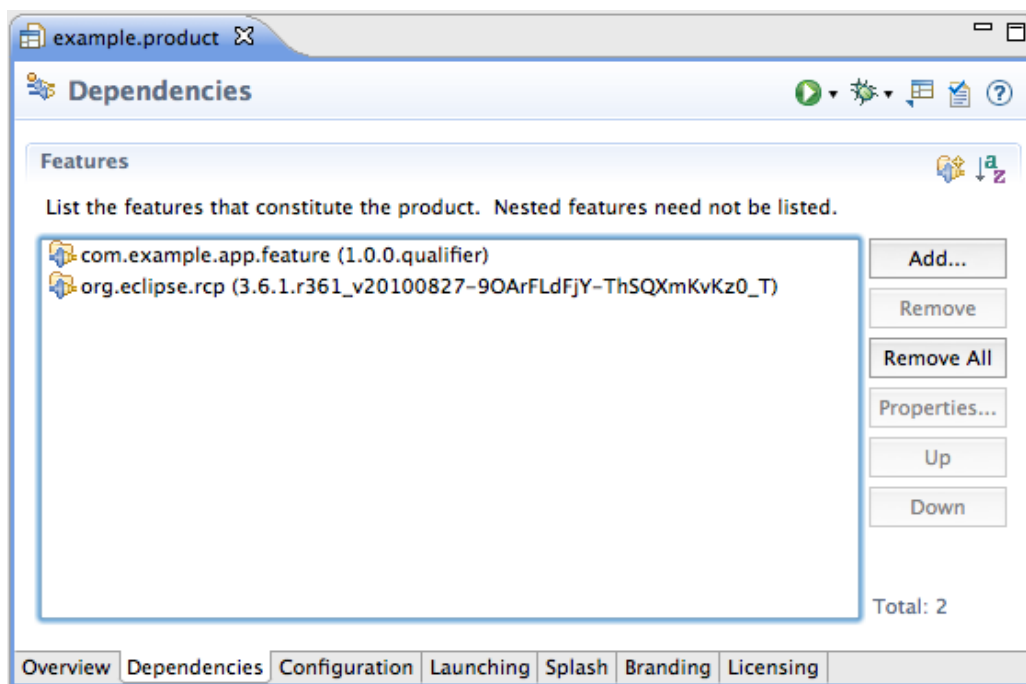 example.product
Dependencies
Features
List the features that constitute the product. Nested features need not be listed.
com.example.app.feature (1.0.0.qualifier)
org.eclipse.rcp (3.6.1.r361_v20100827-9OArFLdFjY-ThSQXmKvKz0_T)
Add...
Remove
Remove All
Properties...
Up
Down
Total: 2
Overview Dependencies Configuration Launching Splash Branding Licensing